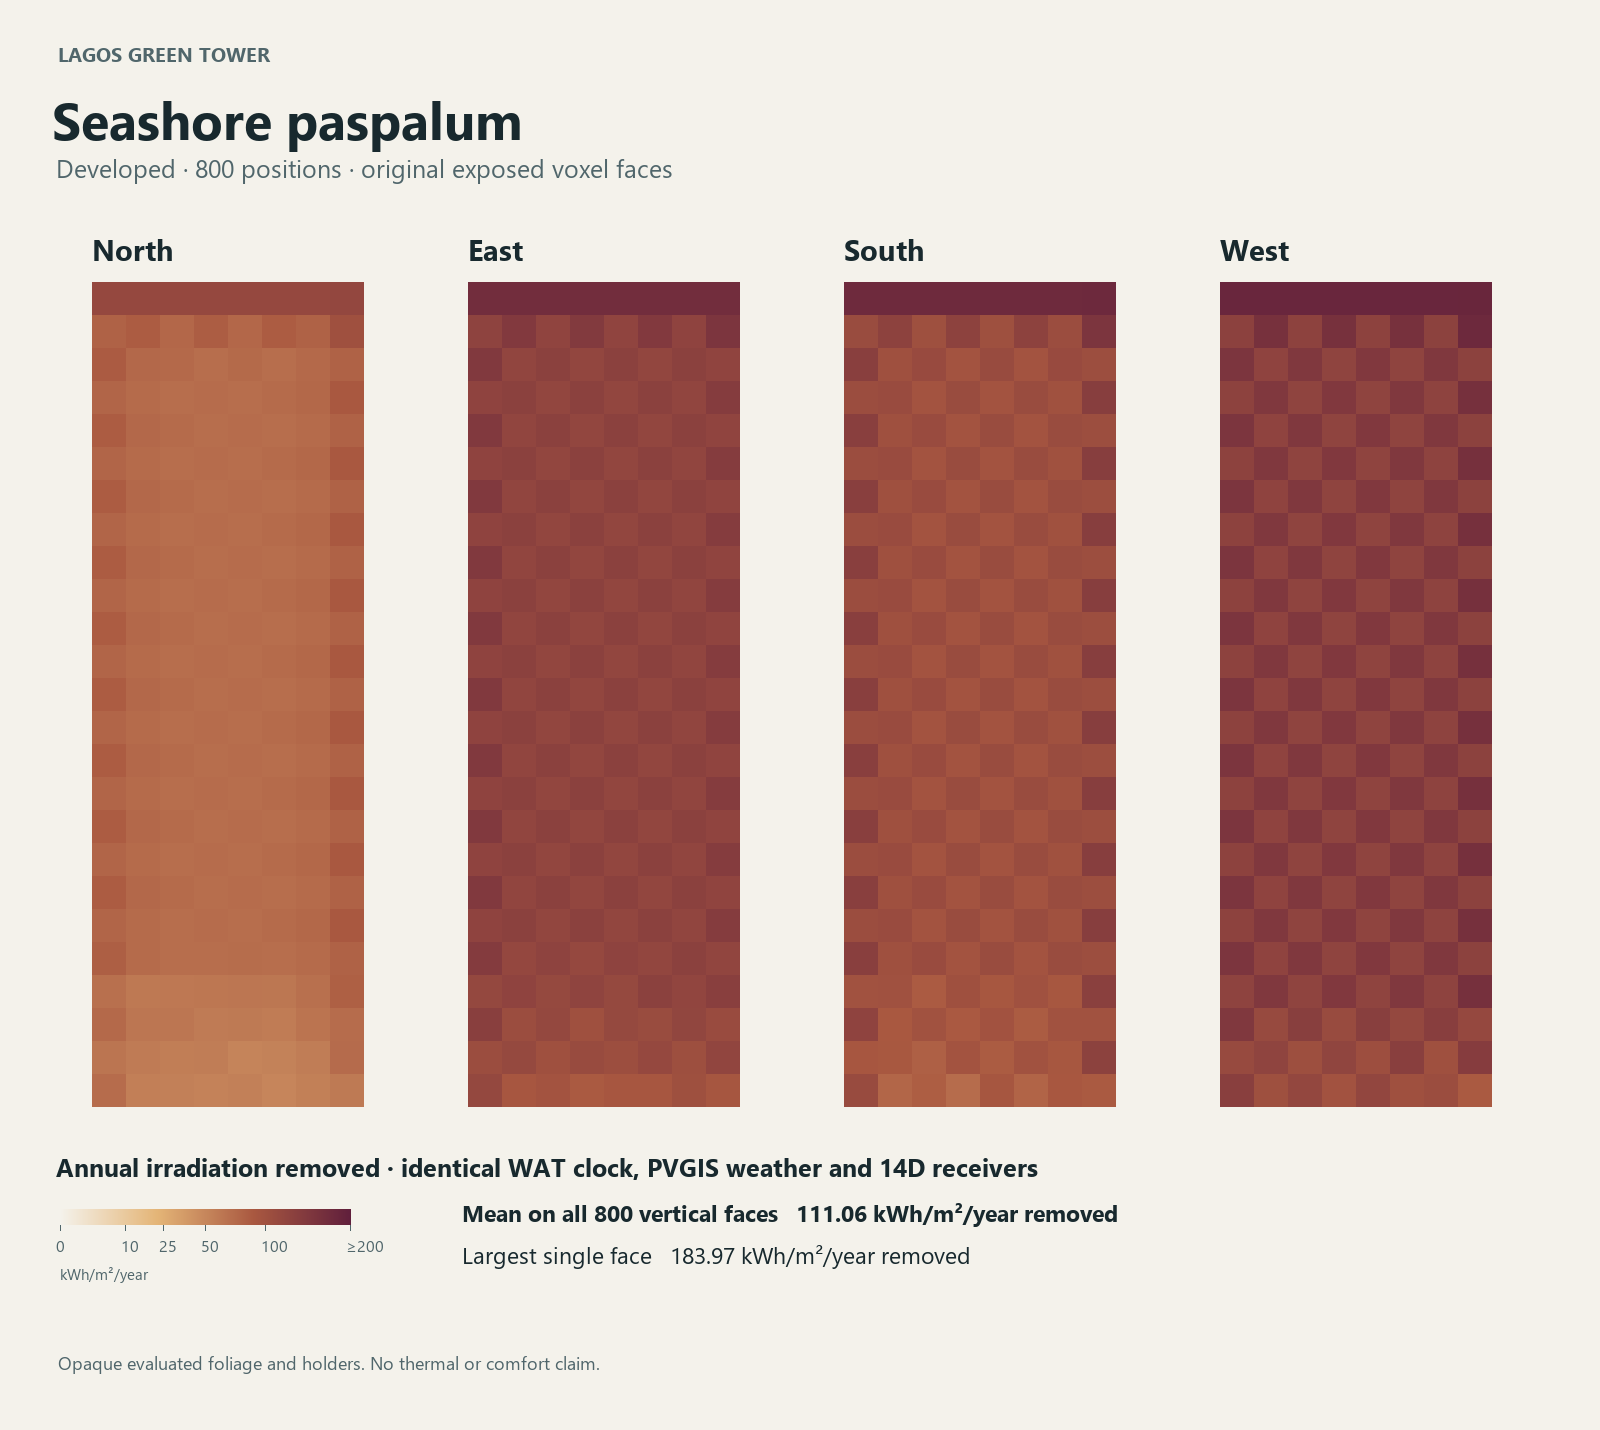 LAGOS GREEN TOWER
Seashore paspalum
Developed · 800 positions · original exposed voxel faces
North East South West
Annual irradiation removed · identical WAT clock, PVGIS weather and 14D receivers
Mean on all 800 vertical faces 111.06 kWh/m²/year removed
0 10 25 50 100 ≥200
Largest single face 183.97 kWh/m²/year removed
kWh/m²/year
Opaque evaluated foliage and holders. No thermal or comfort claim.